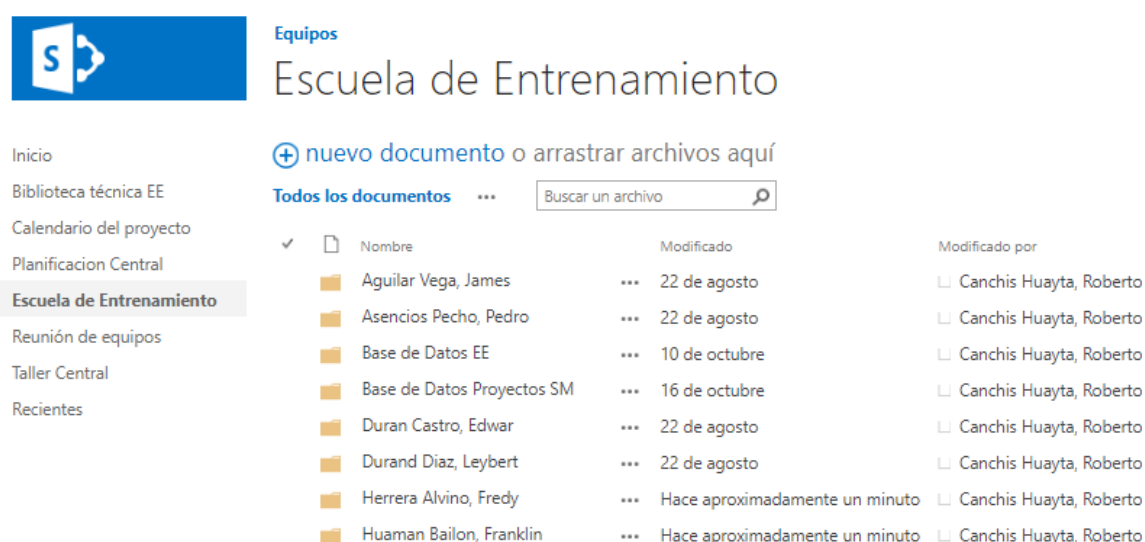 S
Equipos
Escuela de Entrenamiento
Inicio
Biblioteca técnica EE
Calendario del proyecto
Planificacion Central
Escuela de Entrenamiento
Reunión de equipos
Taller Central
Recientes
nuevo documento o arrastrar archivos aquí
Todos los documentos ••• Buscar un archivo
Nombre Modificado Modificado por
Aguilar Vega, James ••• 22 de agosto Canchis Huayta, Roberto
Asencios Pecho, Pedro ••• 22 de agosto Canchis Huayta, Roberto
Base de Datos EE ••• 10 de octubre Canchis Huayta, Roberto
Base de Datos Proyectos SM ••• 16 de octubre Canchis Huayta, Roberto
Duran Castro, Edwar ••• 22 de agosto Canchis Huayta, Roberto
Durand Diaz, Leybert ••• 22 de agosto Canchis Huayta, Roberto
Herrera Alvino, Fredy ••• Hace aproximadamente un minuto Canchis Huayta, Roberto
Huaman Bailon, Franklin ••• Hace aproximadamente un minuto Canchis Huayta, Roberto